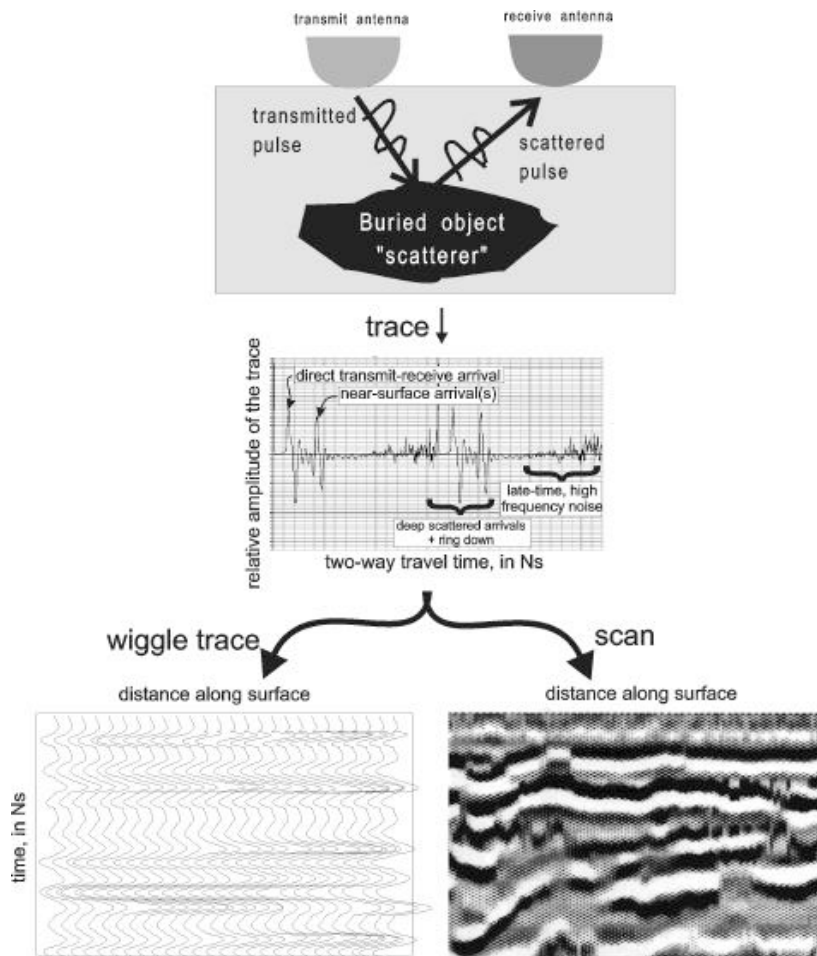 transmit antenna
receive antenna
transmitted
pulse
scattered
pulse
Buried object
"scatterer"
trace
relative amplitude of the trace
direct transmit-receive arrival
near-surface arrival(s)
late-time, high
frequency noise
deep scattered arrivals
+ ring down
two-way travel time, in Ns
wiggle trace
scan
distance along surface
distance along surface
time, in Ns